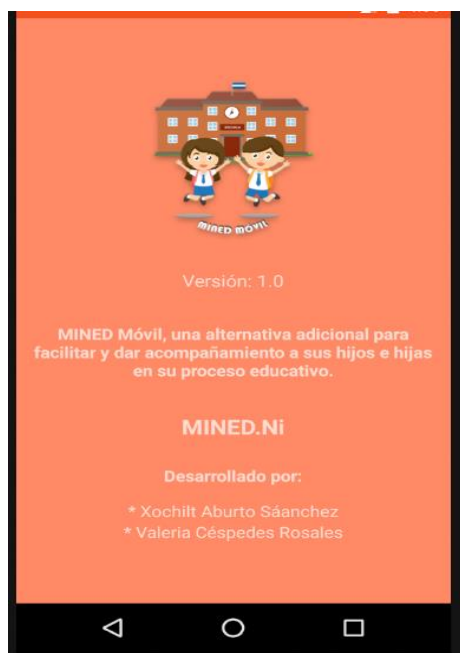 MINED MÓVIL
Versión: 1.0
MINED Móvil, una alternativa adicional para
facilitar y dar acompañamiento a sus hijos e hijas
en su proceso educativo.
MINED.Ni
Desarrollado por:
* Xochilt Aburto Sáanchez
* Valeria Céspedes Rosales